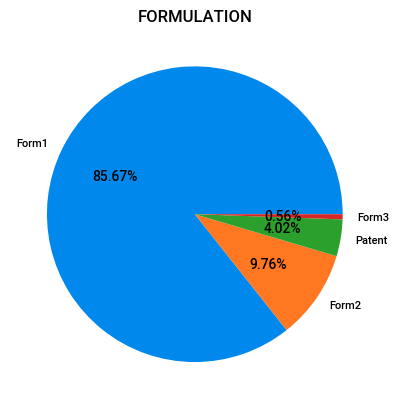 FORMULATION
Form1
85.67%
0.56%
Form3
4.02%
Patent
9.76%
Form2